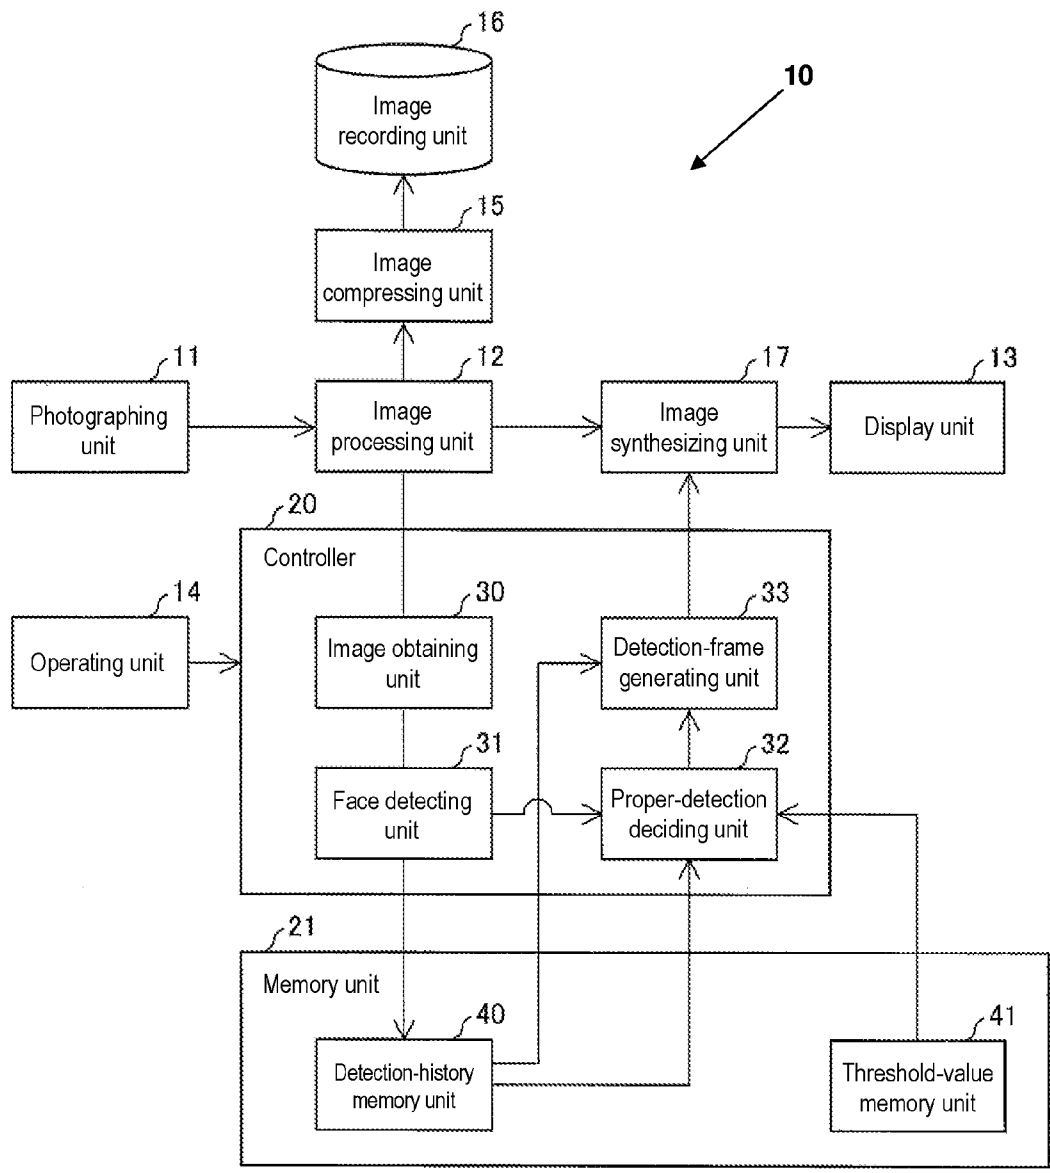 16
10
Image
recording unit
15
Image
compressing unit
11
12
17
13
Photographing
unit
Image
processing unit
Image
synthesizing unit
Display unit
20
Controller
14
30
33
Operating unit
Image obtaining
unit
Detection-frame
generating unit
31
32
Face detecting
unit
Proper-detection
deciding unit
21
Memory unit
40
41
Detection-history
memory unit
Threshold-value
memory unit